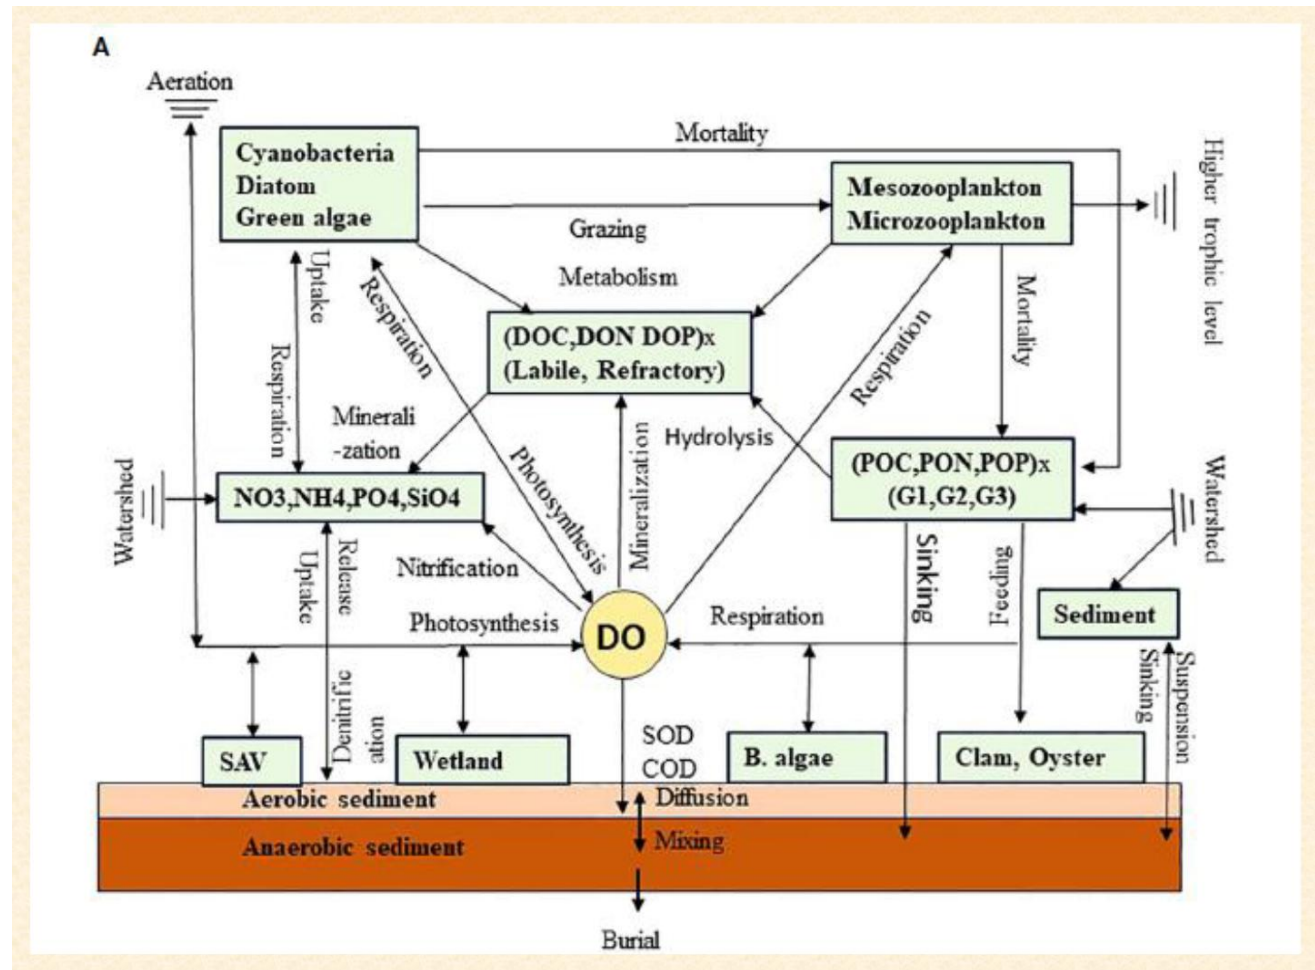 A
Aeration
Mortality
Cyanobacteria
Diatom
Green algae
Mesozooplankton
Microzooplankton
Higher trophic level
Grazing
Metabolism
Uptake
Respiration
Respiration
Mortality
(DOC,DON DOP)x
(Labile, Refractory)
Respiration
Minerali
-zation
Hydrolysis
Photosynthesis
Mineralization
(POC,PON,POP)x
(G1,G2,G3)
Watershed
NO3,NH4,PO4,SiO4
Watershed
Nitrification
Uptake
Release
Sinking
Feeding
Sediment
Photosynthesis
DO
Respiration
Sinking
Suspension
Denitrific
ation
SAV
Wetland
SOD
COD
B. algae
Clam, Oyster
Aerobic sediment
Diffusion
Anaerobic sediment
Mixing
Burial